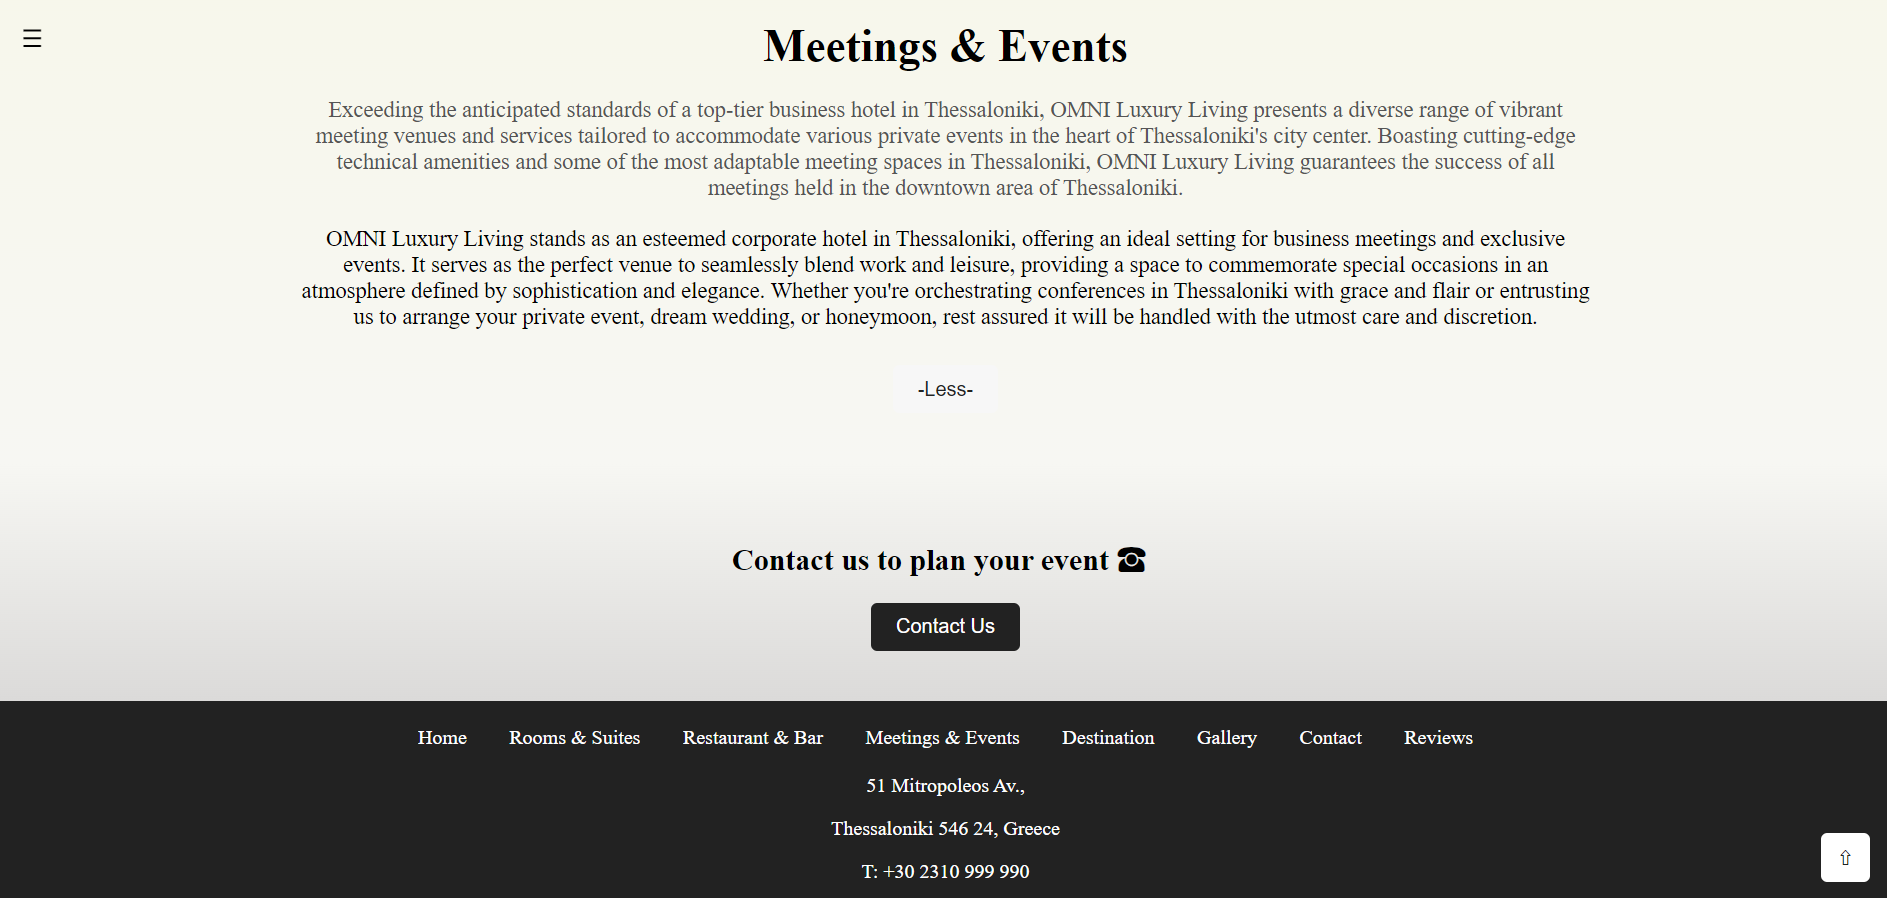 ☰
Meetings & Events
Exceeding the anticipated standards of a top-tier business hotel in Thessaloniki, OMNI Luxury Living presents a diverse range of vibrant
meeting venues and services tailored to accommodate various private events in the heart of Thessaloniki's city center. Boasting cutting-edge
technical amenities and some of the most adaptable meeting spaces in Thessaloniki, OMNI Luxury Living guarantees the success of all
meetings held in the downtown area of Thessaloniki.
OMNI Luxury Living stands as an esteemed corporate hotel in Thessaloniki, offering an ideal setting for business meetings and exclusive
events. It serves as the perfect venue to seamlessly blend work and leisure, providing a space to commemorate special occasions in an
atmosphere defined by sophistication and elegance. Whether you're orchestrating conferences in Thessaloniki with grace and flair or entrusting
us to arrange your private event, dream wedding, or honeymoon, rest assured it will be handled with the utmost care and discretion.
-Less-
Contact us to plan your event ☎
Contact Us
Home Rooms & Suites Restaurant & Bar Meetings & Events Destination Gallery Contact Reviews
51 Mitropoleos Av.,
Thessaloniki 546 24, Greece
T: +30 2310 999 990
⇧